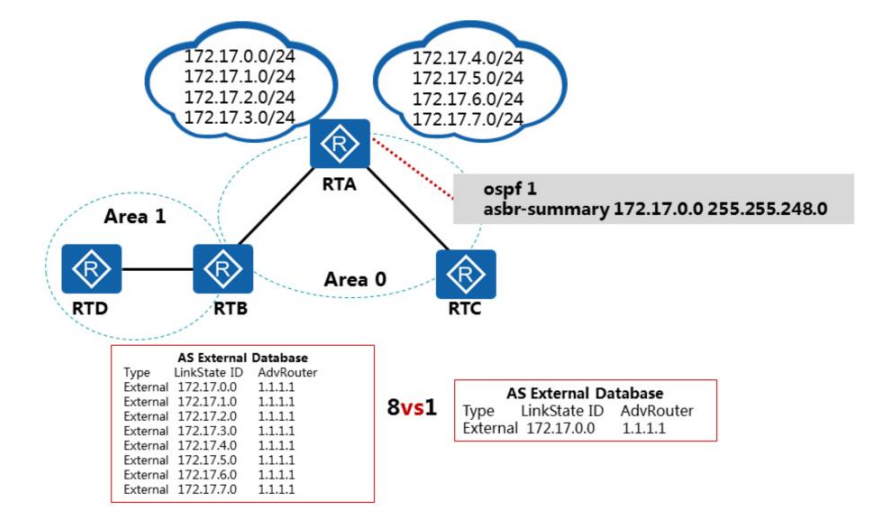 172.17.0.0/24
172.17.1.0/24
172.17.2.0/24
172.17.3.0/24
172.17.4.0/24
172.17.5.0/24
172.17.6.0/24
172.17.7.0/24
R
RTA
ospf 1
asbr-summary 172.17.0.0 255.255.248.0
Area 1
R
RTD
R
RTB
Area 0
R
RTC
AS External Database
Type LinkState ID AdvRouter
External 172.17.0.0 1.1.1.1
External 172.17.1.0 1.1.1.1
External 172.17.2.0 1.1.1.1
External 172.17.3.0 1.1.1.1
External 172.17.4.0 1.1.1.1
External 172.17.5.0 1.1.1.1
External 172.17.6.0 1.1.1.1
External 172.17.7.0 1.1.1.1
8vs1
AS External Database
Type LinkState ID AdvRouter
External 172.17.0.0 1.1.1.1